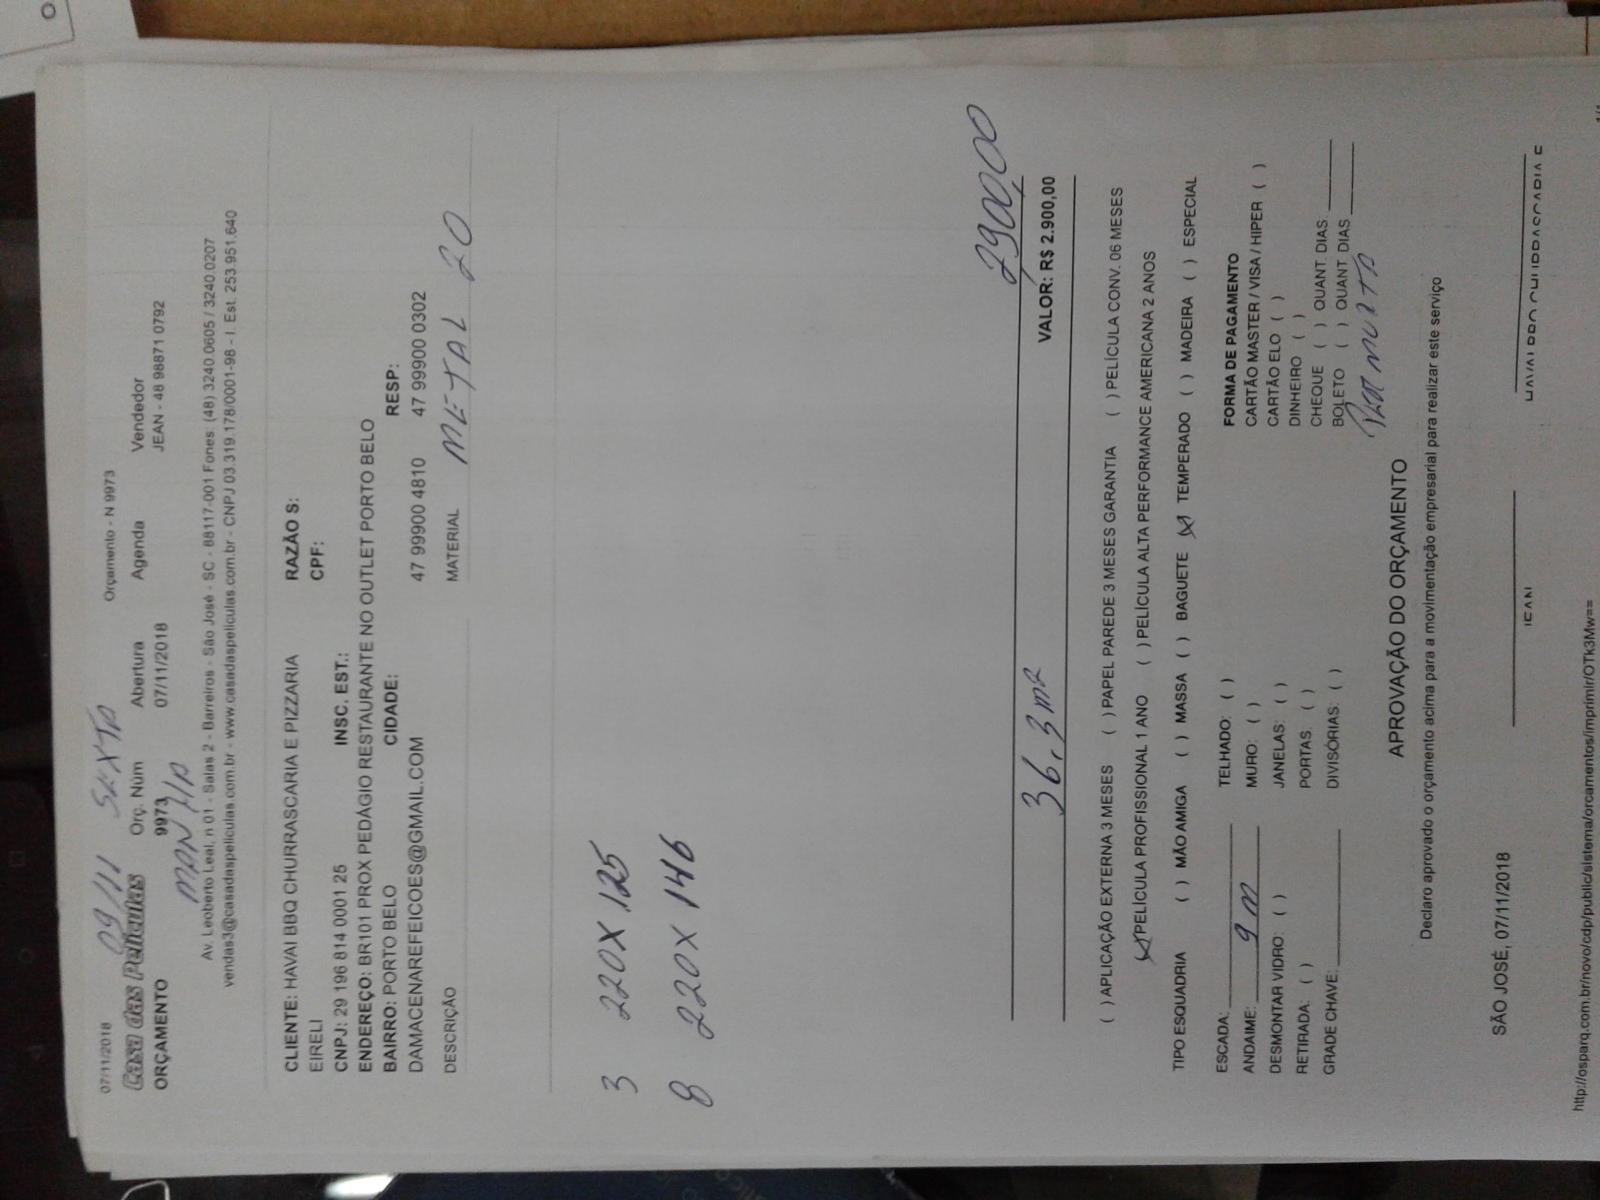 07/11/2018 Orçamento - N 9973
09/11 SEXTA
Casa das Películas Orç. Núm Abertura Agenda Vendedor
ORÇAMENTO 9973 07/11/2018 JEAN - 48 98871 0792
Av. Leoberto Leal, n 01 - Salas 2 - Barreiros - São José - SC - 88117-001 Fones: (48) 3240.0605 / 3240.0207
vendas3@casadaspeliculas.com.br - www.casadaspeliculas.com.br - CNPJ 03.319.178/0001-98 - I. Est. 253.951.640
CLIENTE: HAVAI BBQ CHURRASCARIA E PIZZARIA RAZÃO S:
EIRELI CPF:
CNPJ: 29 196 814 0001 25 INSC. EST.:
ENDEREÇO: BR101 PROX PEDÁGIO RESTAURANTE NO OUTLET PORTO BELO
BAIRRO: PORTO BELO CIDADE: RESP:
DAMACENAREFEICOES@GMAIL.COM 47 99900 4810 47 99900 0302
DESCRIÇÃO MATERIAL METAL 20
3 220X125
8 220X146
2900,00
36,3m² VALOR: R$ 2.900,00
( ) APLICAÇÃO EXTERNA 3 MESES ( ) PAPEL PAREDE 3 MESES GARANTIA ( ) PELÍCULA CONV. 06 MESES
(X) PELÍCULA PROFISSIONAL 1 ANO ( ) PELÍCULA ALTA PERFORMANCE AMERICANA 2 ANOS
TIPO ESQUADRIA ( ) MÃO AMIGA ( ) MASSA ( ) BAGUETE (X) TEMPERADO ( ) MADEIRA ( ) ESPECIAL
ESCADA: TELHADO: ( ) FORMA DE PAGAMENTO
ANDAIME: 9m MURO: ( ) CARTÃO MASTER / VISA / HIPER ( )
DESMONTAR VIDRO: ( ) JANELAS: ( ) CARTÃO ELO ( )
RETIRADA: ( ) PORTAS: ( ) DINHEIRO ( )
GRADE CHAVE: DIVISÓRIAS: ( ) CHEQUE ( ) QUANT. DIAS
BOLETO ( ) QUANT. DIAS
APROVAÇÃO DO ORÇAMENTO
Declaro aprovado o orçamento acima para a movimentação empresarial para realizar este serviço
SÃO JOSÉ, 07/11/2018
JEAN HAVAI BBQ CHURRASCARIA E
http://osparq.com.br/novo/cdp/public/sistema/orcamentos/imprimir/OTk3Mw== 1/1